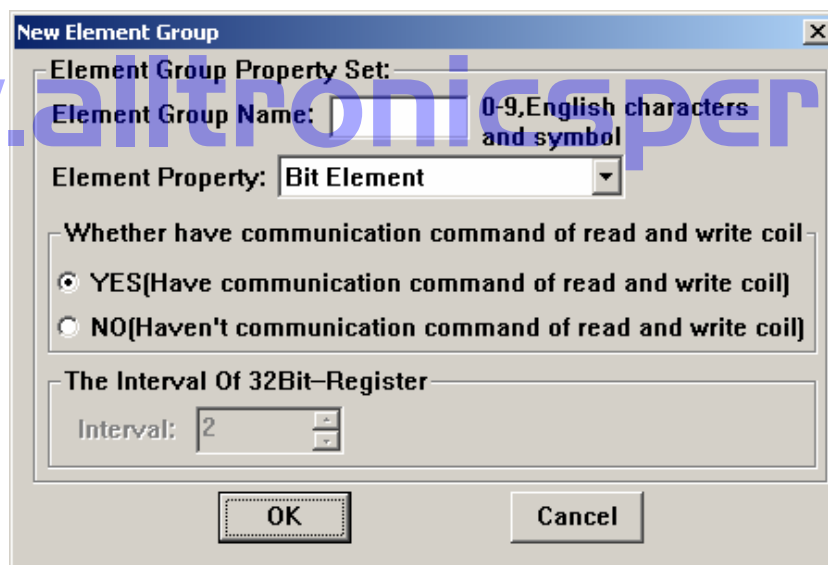 New Element Group
Element Group Property Set:
Element Group Name:
0-9,English characters
and symbol
Element Property: Bit Element
Whether have communication command of read and write coil
YES(Have communication command of read and write coil)
NO(Haven't communication command of read and write coil)
The Interval Of 32Bit-Register
Interval: 2
OK Cancel
.alltronicsper